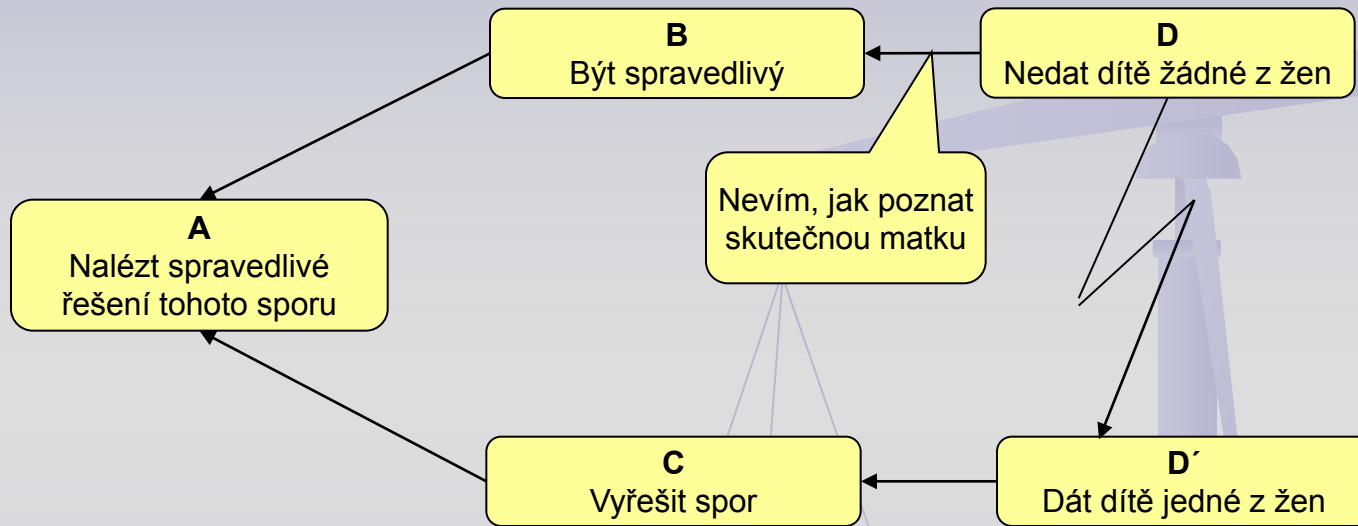 B
Být spravedlivý
D
Nedat dítě žádné z žen
Nevím, jak poznat
skutečnou matku
A
Nalézt spravedlivé
řešení tohoto sporu
C
Vyřešit spor
D´
Dát dítě jedné z žen